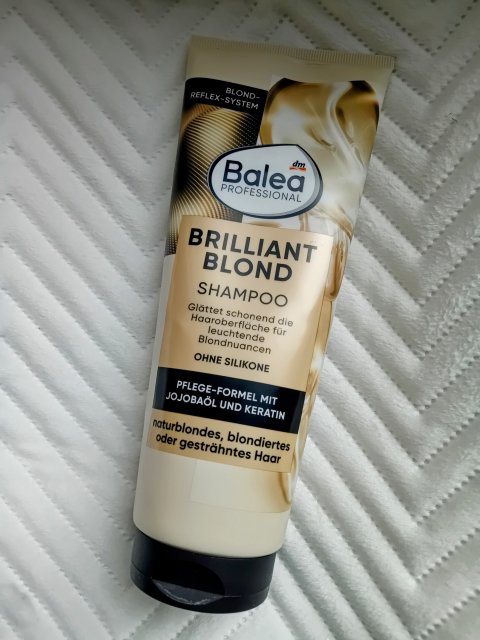 BLOND-
REFLEX-SYSTEM
dm
Balea
PROFESSIONAL
BRILLIANT
BLOND
SHAMPOO
Glättet schonend die
Haaroberfläche für
leuchtende
Blondnuancen
OHNE SILIKONE
PFLEGE-FORMEL MIT
JOJOBAÖL UND KERATIN
naturblondes, blondiertes
oder gesträhntes Haar